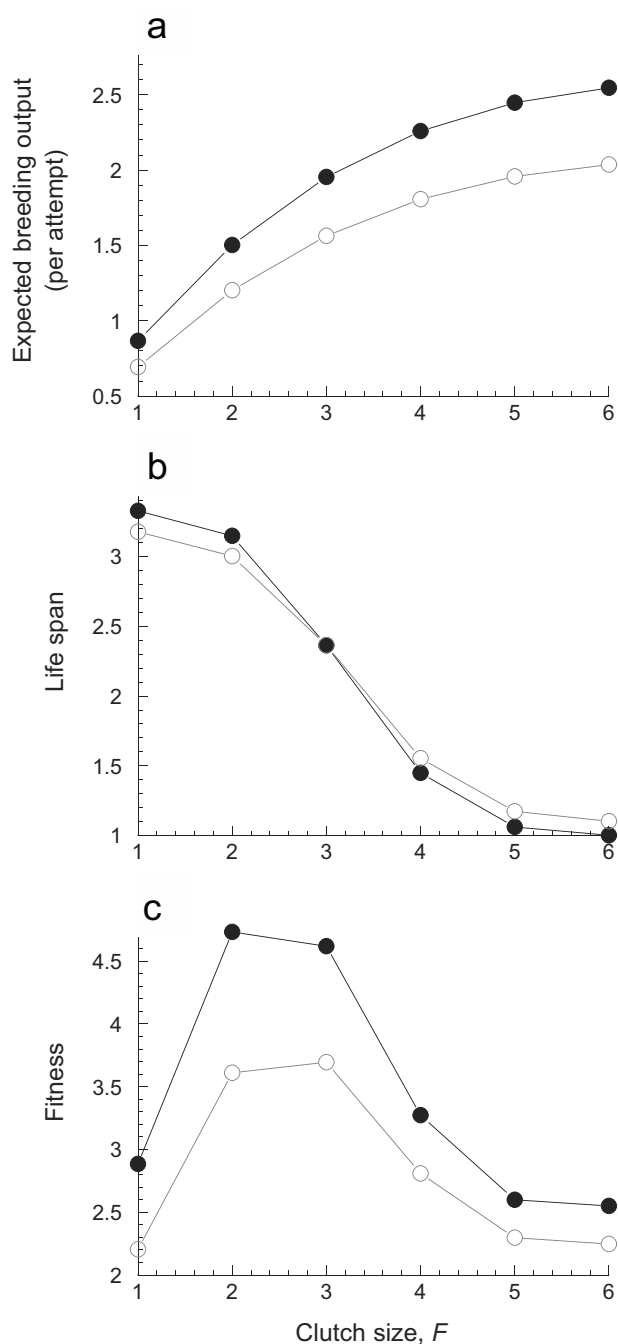 a
Expected breeding output
(per attempt)
2.5
2
1.5
1
0.5
1 2 3 4 5 6
b
Life span
3
2.5
2
1.5
1
1 2 3 4 5 6
c
Fitness
4.5
4
3.5
3
2.5
2
1 2 3 4 5 6
Clutch size, F